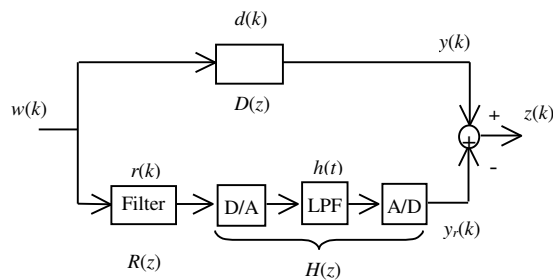 d(k)
y(k)
w(k)
D(z)
+
z(k)
+
-
r(k)
h(t)
Filter
D/A
LPF
A/D
y_r(k)
R(z)
H(z)